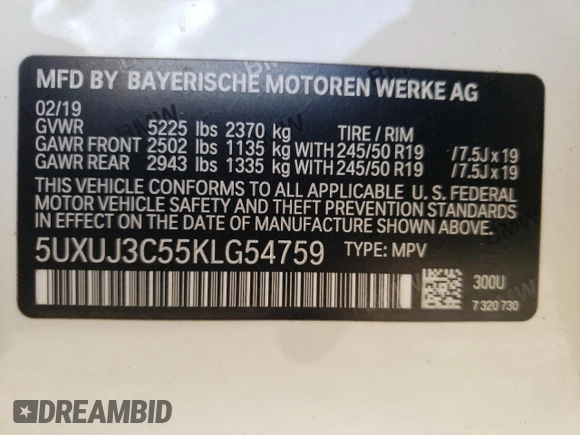 MFD BY BAYERISCHE MOTOREN WERKE AG
02/19
GVWR 5225 lbs 2370 kg TIRE / RIM
GAWR FRONT 2502 lbs 1135 kg WITH 245/50 R19 /7.5J x 19
GAWR REAR 2943 lbs 1335 kg WITH 245/50 R19 /7.5J x 19
THIS VEHICLE CONFORMS TO ALL APPLICABLE U.S. FEDERAL
MOTOR VEHICLE SAFETY AND THEFT PREVENTION STANDARDS
IN EFFECT ON THE DATE OF MANUFACTURE SHOWN ABOVE.
5UXUJ3C55KLG54759 TYPE: MPV
300U
7 320 730
DREAMBID